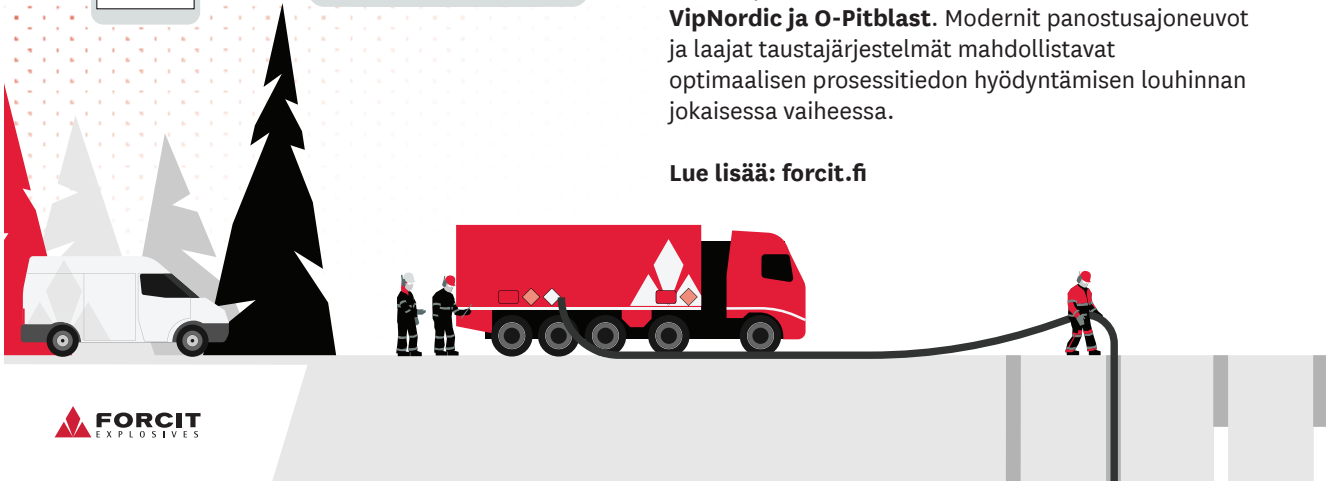 VipNordic ja O-Pitblast. Modernit panostusajoneuvot
ja laajat taustajärjestelmät mahdollistavat
optimaalisen prosessitiedon hyödyntämisen louhinnan
jokaisessa vaiheessa.
Lue lisää: forcit.fi
FORCIT
EXPLOSIVES